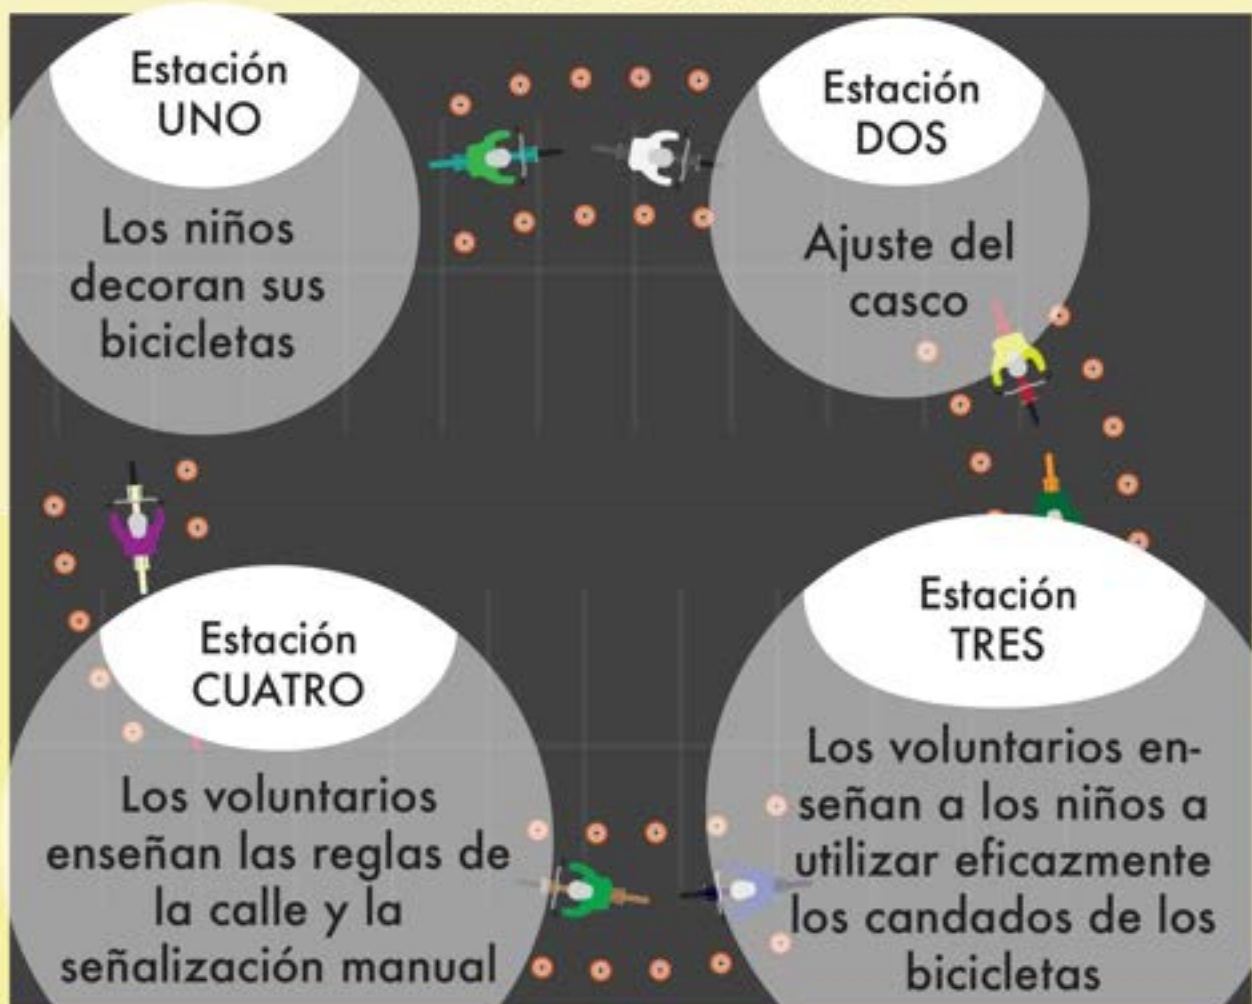 Estación
UNO
Los niños
decoran sus
bicicletas
Estación
DOS
Ajuste del
casco
Estación
TRES
Los voluntarios en-
señan a los niños a
utilizar eficazmente
los candados de los
bicicletas
Estación
CUATRO
Los voluntarios
enseñan las reglas de
la calle y la
señalización manual